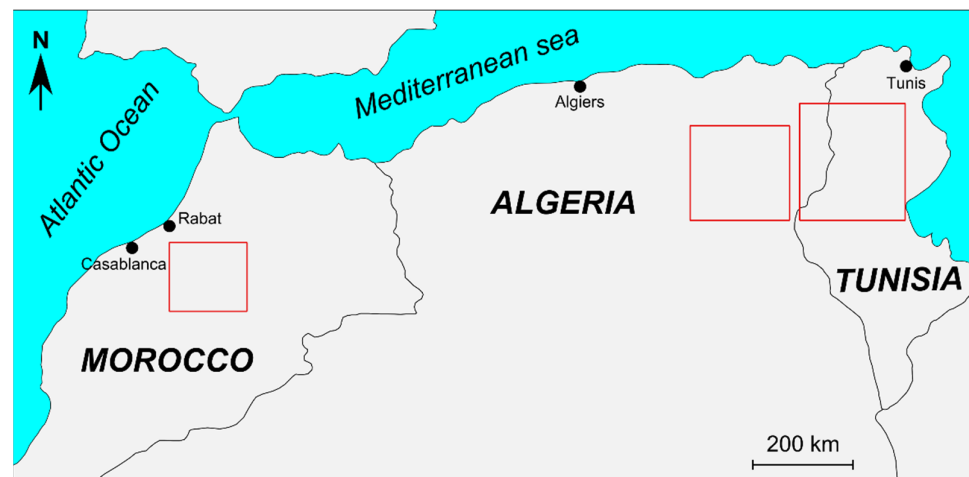 N
Mediterranean sea
Atlantic Ocean
Tunis
Algiers
ALGERIA
Rabat
Casablanca
TUNISIA
MOROCCO
200 km